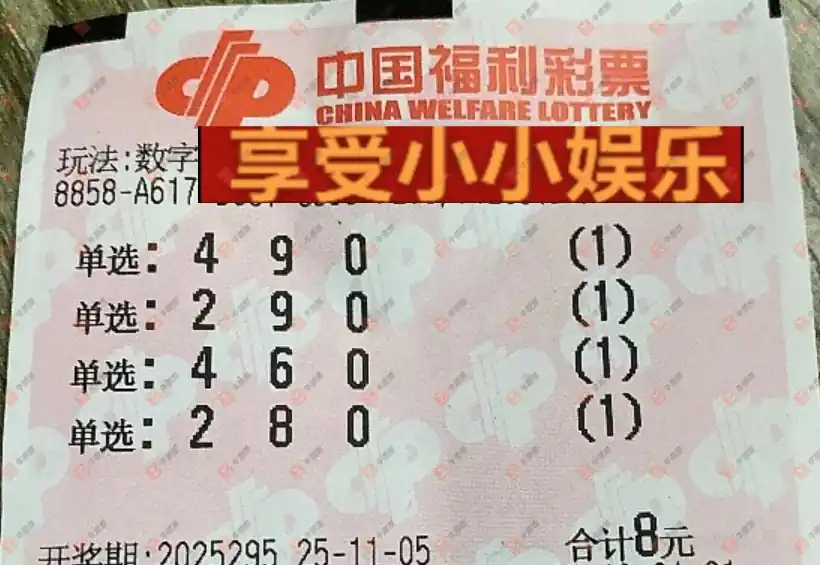 中国福利彩票
CHINA WELFARE LOTTERY
玩法:数字
享受小小娱乐
8858-A617
单选: 4 9 0 (1)
单选: 2 9 0 (1)
单选: 4 6 0 (1)
单选: 2 8 0 (1)
开奖期:2025295 25-11-05 合计8元